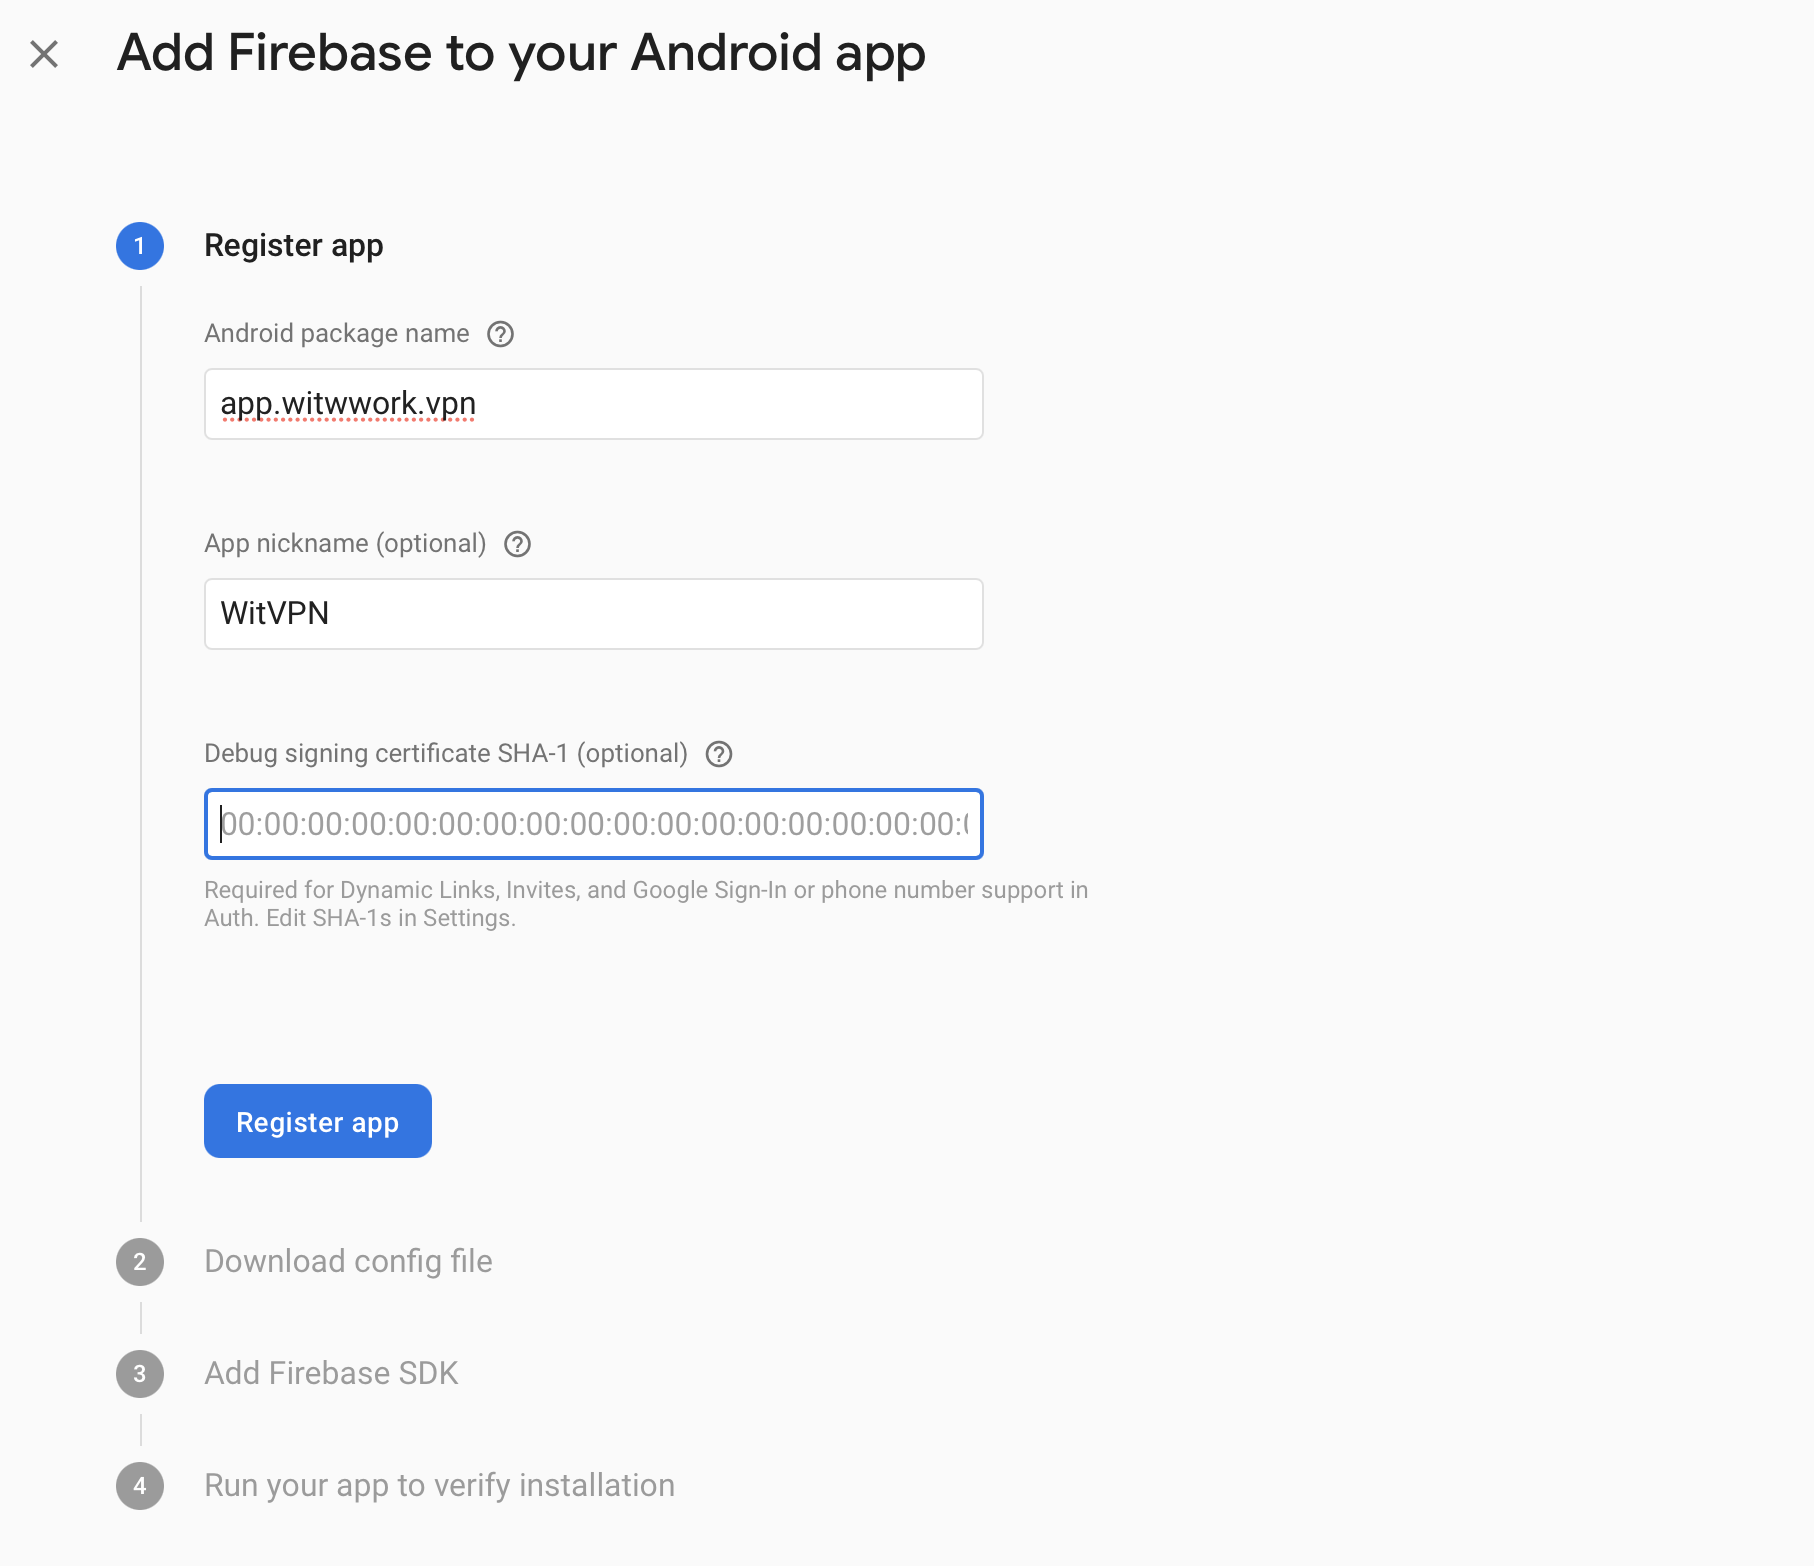 Add Firebase to your Android app
1 Register app
Android package name ?
app.witwwork.vpn
App nickname (optional) ?
WitVPN
Debug signing certificate SHA-1 (optional) ?
00:00:00:00:00:00:00:00:00:00:00:00:00:00:00:00:00:0
Required for Dynamic Links, Invites, and Google Sign-In or phone number support in
Auth. Edit SHA-1s in Settings.
Register app
2 Download config file
3 Add Firebase SDK
4 Run your app to verify installation